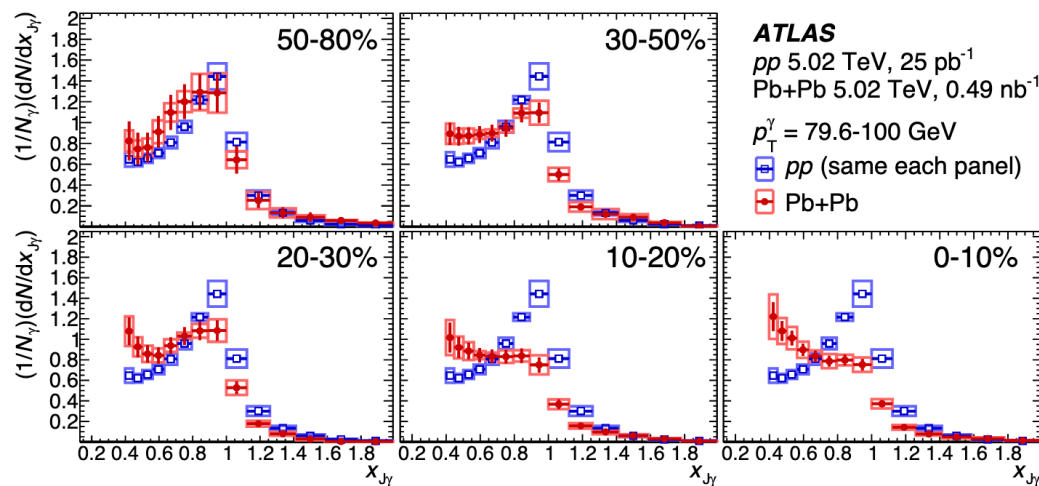 50-80%
30-50%
ATLAS
pp 5.02 TeV, 25 pb⁻¹
Pb+Pb 5.02 TeV, 0.49 nb⁻¹
p_T^γ = 79.6-100 GeV
pp (same each panel)
Pb+Pb
(1/N_γ)(dN/dx_Jγ)
2
1.8
1.6
1.4
1.2
1
0.8
0.6
0.4
0.2
20-30%
10-20%
0-10%
(1/N_γ)(dN/dx_Jγ)
2
1.8
1.6
1.4
1.2
1
0.8
0.6
0.4
0.2
0.2 0.4 0.6 0.8 1 1.2 1.4 1.6 1.8
x_Jγ
0.2 0.4 0.6 0.8 1 1.2 1.4 1.6 1.8
x_Jγ
0.2 0.4 0.6 0.8 1 1.2 1.4 1.6 1.8
x_Jγ